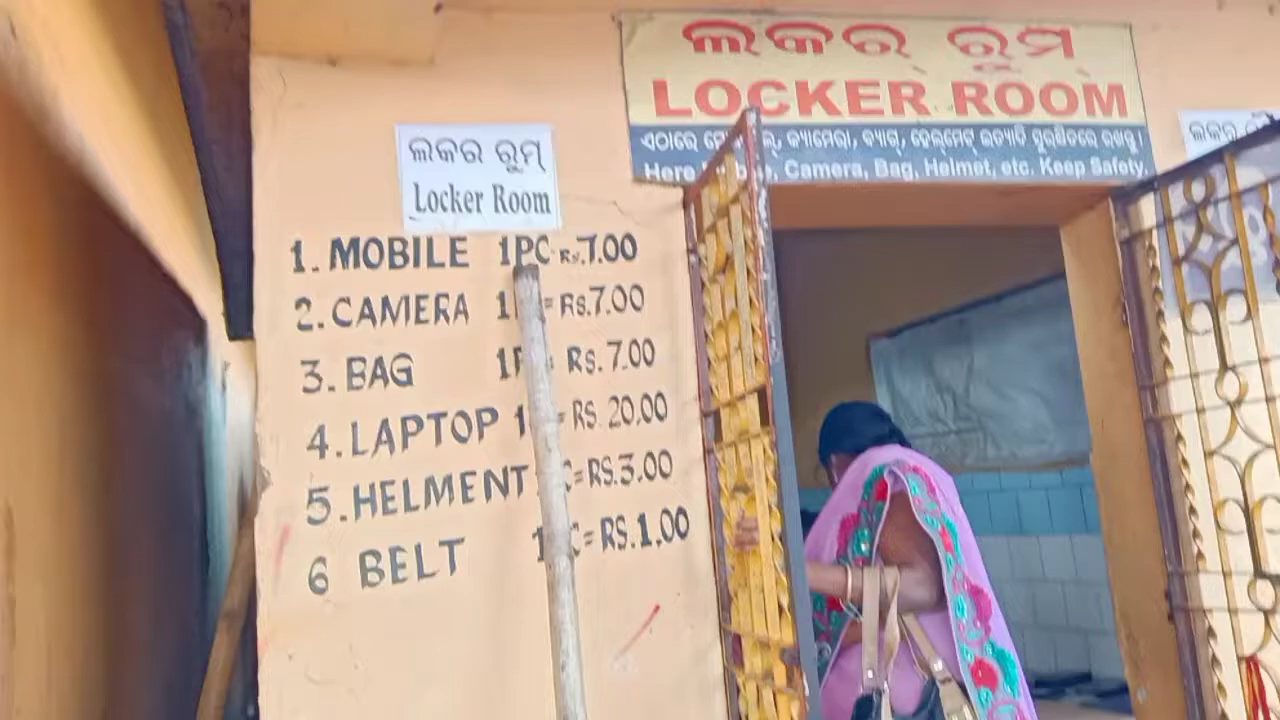 ଲକର ରୁମ୍
LOCKER ROOM
ଏଠାରେ କ୍ୟାମେରା, ବ୍ୟାଗ୍, ହେଲମେଟ୍ ଇତ୍ୟାଦି ସୁରକ୍ଷିତରେ ରଖନ୍ତୁ।
Here Camera, Bag, Helmet, etc. Keep Safety.
ଲକର ରୁମ୍
Locker Room
ଲକର
1. MOBILE 1PC Rs.7.00
2. CAMERA = Rs.7.00
3. BAG Rs.7.00
4. LAPTOP = RS. 20.00
5. HELMENT = RS.3.00
6 BELT = RS.1.00